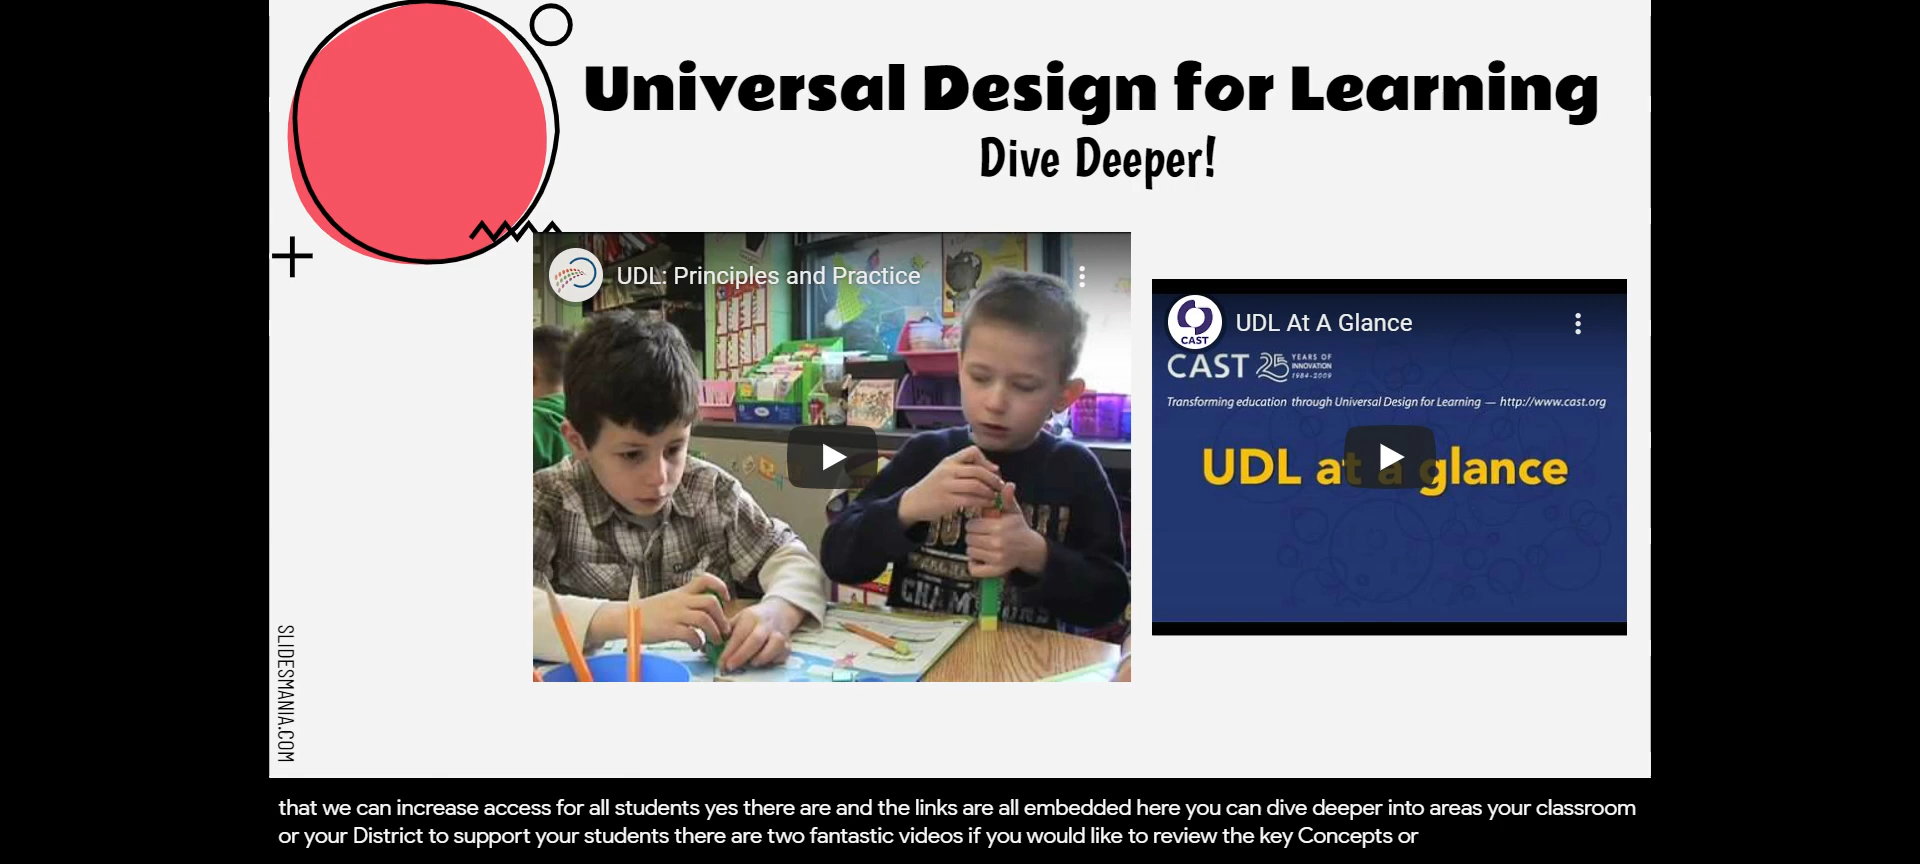 Universal Design for Learning
Dive Deeper!
UDL: Principles and Practice
UDL At A Glance
CAST
CAST 25 YEARS OF INNOVATION 1984-2009
Transforming education through Universal Design for Learning — http://www.cast.org
UDL at a glance
SLIDESMANIA.COM
that we can increase access for all students yes there are and the links are all embedded here you can dive deeper into areas your classroom
or your District to support your students there are two fantastic videos if you would like to review the key Concepts or